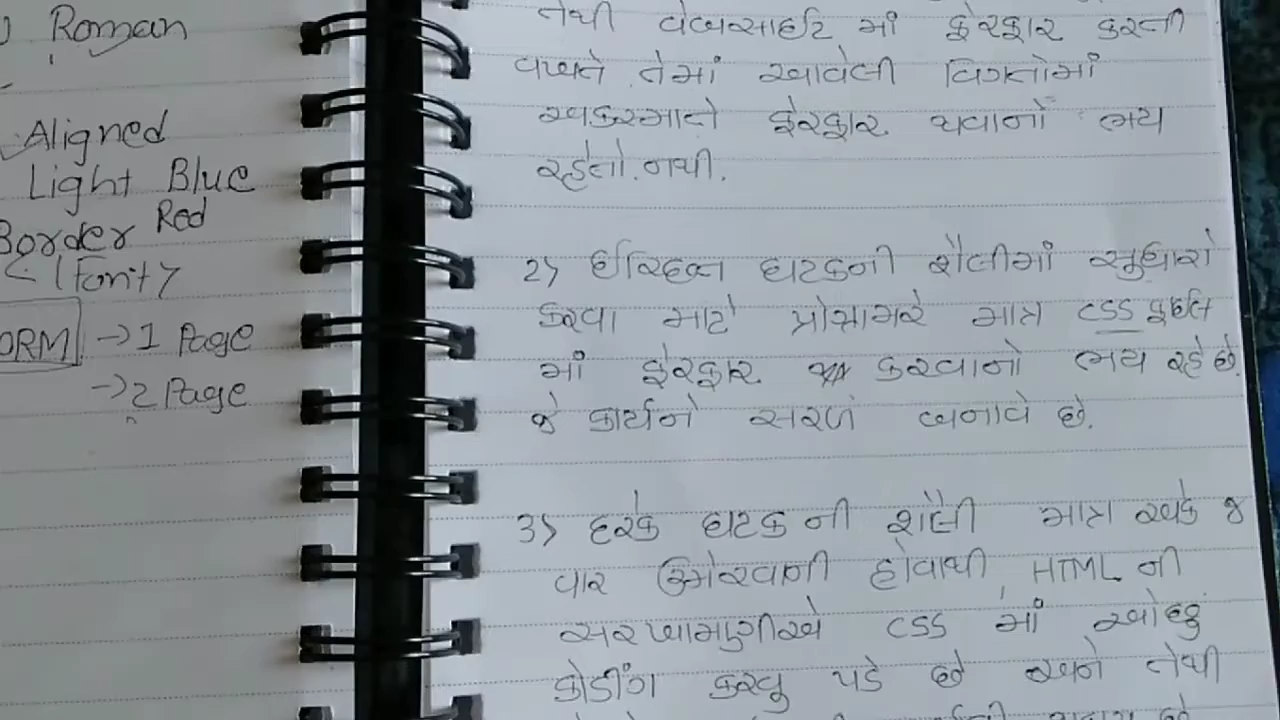 Roman
Aligned
Light Blue
Border Red
< (Font>
ORM → 1 Page
→ 2 Page
તેથી વેબસાઈટ માં ફેરફાર કરતી
વખતે તેમાં આવેલી વિગતોમાં
અકસ્માતે ફેરફાર થવાનો ભય
રહેતો નથી.
2> ઈચ્છિત ઘટકની શૈલીમાં સુધારો
કરવા માટે પ્રોગ્રામરે માત્ર CSS ફાઈલ
માં ફેરફાર કરવાનો ભય રહે છે.
જે કાર્યને સરળ બનાવે છે.
3> દરેક ઘટક ની શૈલી માત્ર એક જ
વાર ઉમેરવાની હોવાથી, HTML ની
સરખામણીએ CSS માં ઓછું
કોડીંગ કરવુ પડે છે અને તેથી